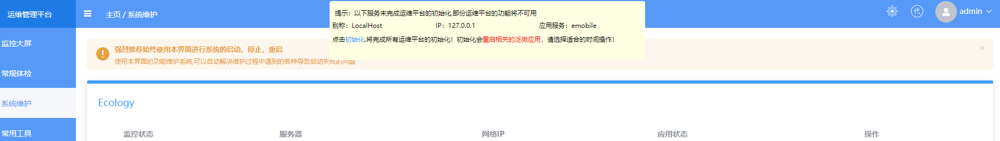 运维管理平台
主页 / 系统维护
提示：以下服务未完成运维平台的初始化,部份运维平台的功能将不可用
别称：LocalHost IP：127.0.0.1 应用服务：emobile
点击初始化,将完成所有运维平台的初始化！初始化会重启相关的泛微应用，请选择适合的时间操作！
代
admin
监控大屏
常规体检
系统维护
常用工具
强烈推荐始终使用本界面进行系统的启动、停止、重启
使用本界面的功能维护系统,可以自动解决维护过程中遇到的各种导致启动失败的问题
Ecology
监控状态 服务器 网络IP 应用状态 操作